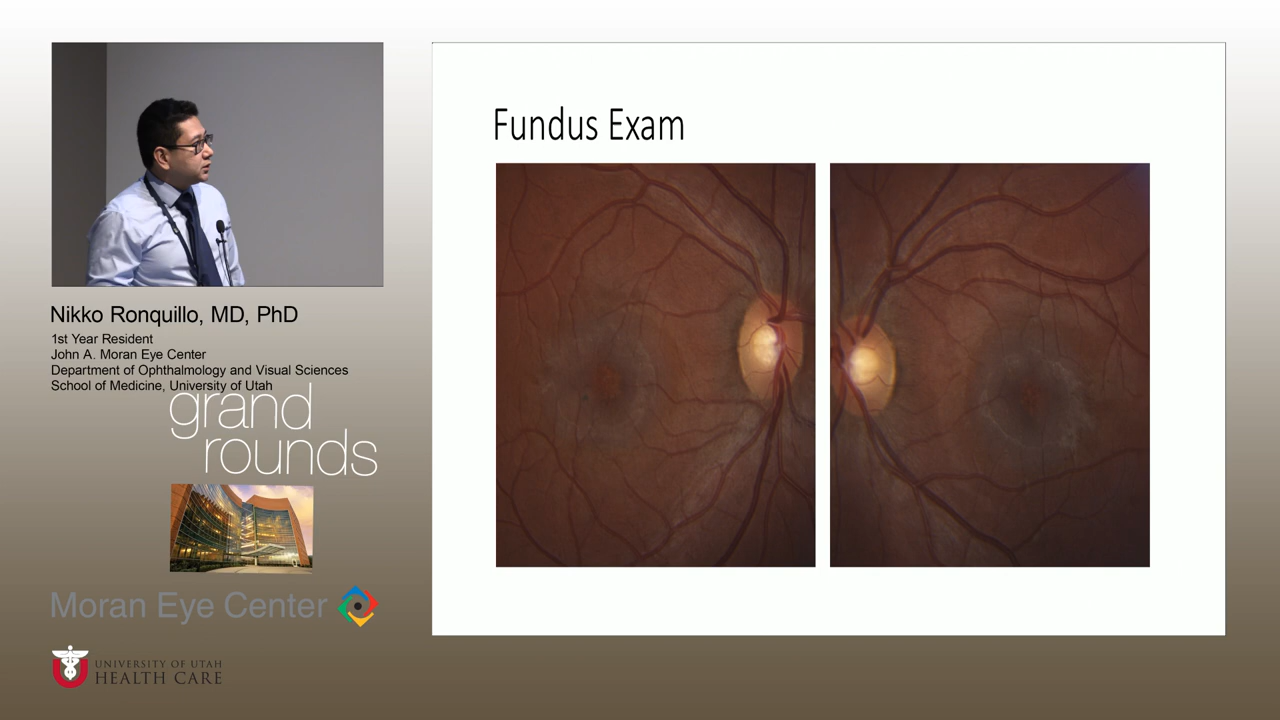 Fundus Exam
Nikko Ronquillo, MD, PhD
1st Year Resident
John A. Moran Eye Center
Department of Ophthalmology and Visual Sciences
School of Medicine, University of Utah
grand
rounds
Moran Eye Center
UNIVERSITY OF UTAH
HEALTH CARE